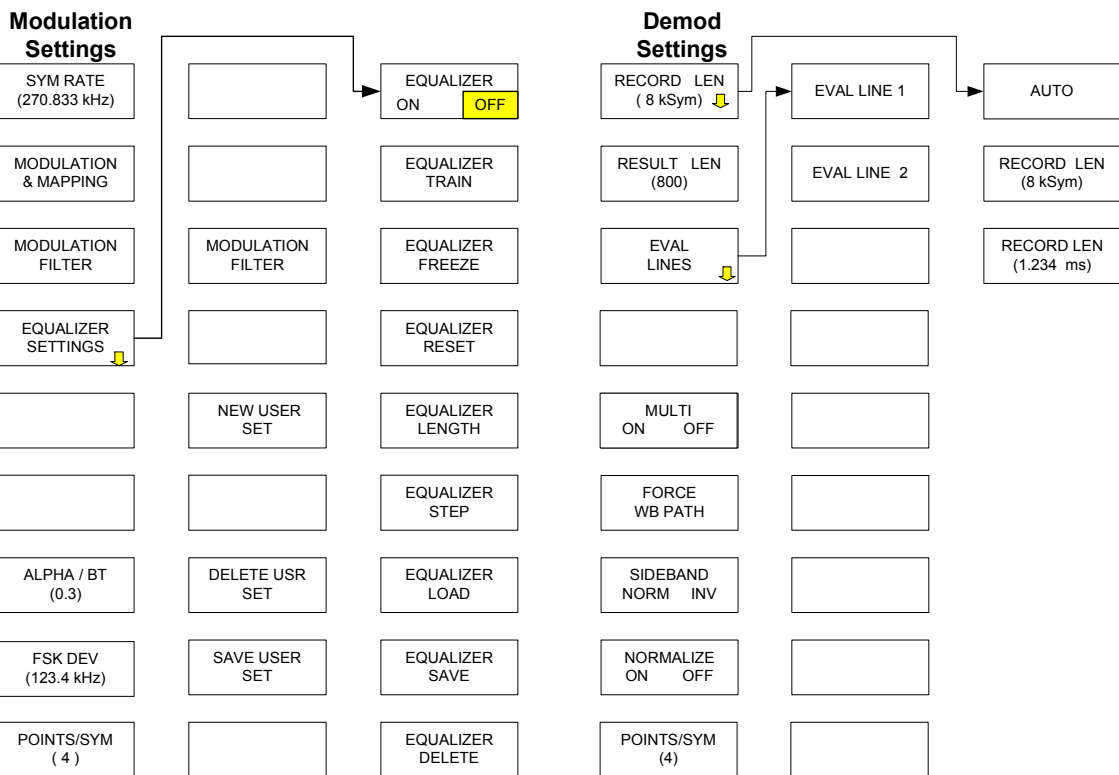 Modulation
Settings
SYM RATE
(270.833 kHz)
MODULATION
& MAPPING
MODULATION
FILTER
EQUALIZER
SETTINGS
ALPHA / BT
(0.3)
FSK DEV
(123.4 kHz)
POINTS/SYM
( 4 )
MODULATION
FILTER
NEW USER
SET
DELETE USR
SET
SAVE USER
SET
EQUALIZER
ON OFF
EQUALIZER
TRAIN
EQUALIZER
FREEZE
EQUALIZER
RESET
EQUALIZER
LENGTH
EQUALIZER
STEP
EQUALIZER
LOAD
EQUALIZER
SAVE
EQUALIZER
DELETE
Demod
Settings
RECORD LEN
( 8 kSym)
RESULT LEN
(800)
EVAL
LINES
MULTI
ON OFF
FORCE
WB PATH
SIDEBAND
NORM INV
NORMALIZE
ON OFF
POINTS/SYM
(4)
EVAL LINE 1
EVAL LINE 2
AUTO
RECORD LEN
(8 kSym)
RECORD LEN
(1.234 ms)